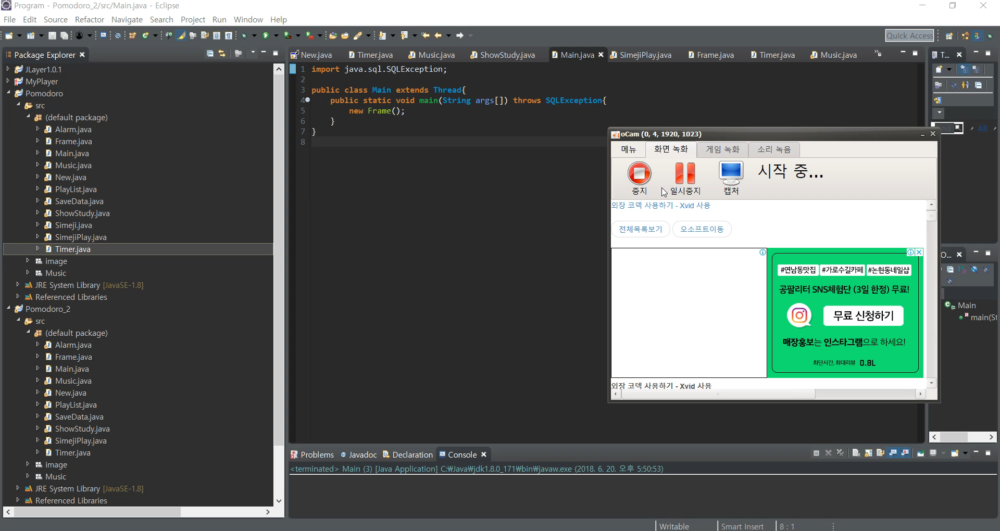 Program - Pomodoro_2/src/Main.java - Eclipse
File Edit Source Refactor Navigate Search Project Run Window Help
Quick Access
Package Explorer
JLayer1.0.1
MyPlayer
Pomodoro
src
(default package)
Alarm.java
Frame.java
Main.java
Music.java
New.java
PlayList.java
SaveData.java
ShowStudy.java
Simeji.java
SimejiPlay.java
Timer.java
image
Music
JRE System Library [JavaSE-1.8]
Referenced Libraries
Pomodoro_2
src
(default package)
Alarm.java
Frame.java
Main.java
Music.java
New.java
PlayList.java
SaveData.java
ShowStudy.java
SimejiPlay.java
Timer.java
image
Music
JRE System Library [JavaSE-1.8]
Referenced Libraries
New.java Timer.java Music.java ShowStudy.java Main.java SimejiPlay.java Frame.java Timer.java Music.java
1 import java.sql.SQLException;
2
3 public class Main extends Thread{
4 public static void main(String args[]) throws SQLException{
5 new Frame();
6 }
7 }
8
T...
All
oCam (0, 4, 1920, 1023)
메뉴 화면 녹화 게임 녹화 소리 녹음
중지 일시중지 캡처
시작 중...
외장 코덱 사용하기 - Xvid 사용
전체목록보기 오소프트이동
#연남동맛집 #가로수길카페 #논현동네일샵
공팔리터 SNS체험단 (3일 한정) 무료!
무료 신청하기
매장홍보는 인스타그램으로 하세요!
최단시간, 최대리뷰 0.8L
외장 코덱 사용하기 - Xvid 사용
O...
Main
main(St
Problems @ Javadoc Declaration Console
<terminated> Main (3) [Java Application] C:₩Java₩jdk1.8.0_171₩bin₩javaw.exe (2018. 6. 20. 오후 5:50:53)
Writable Smart Insert 8 : 1